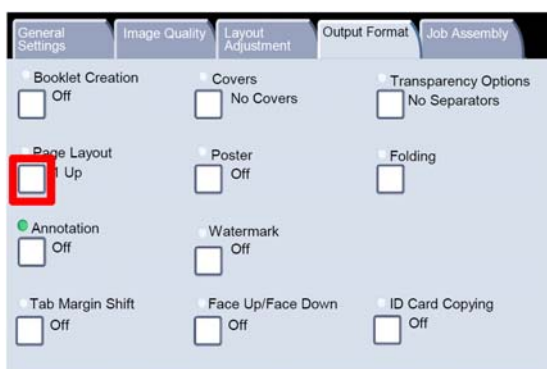 General Settings
Image Quality
Layout Adjustment
Output Format
Job Assembly
Booklet Creation
Off
Covers
No Covers
Transparency Options
No Separators
Page Layout
1 Up
Poster
Off
Folding
Annotation
Off
Watermark
Off
Tab Margin Shift
Off
Face Up/Face Down
Off
ID Card Copying
Off